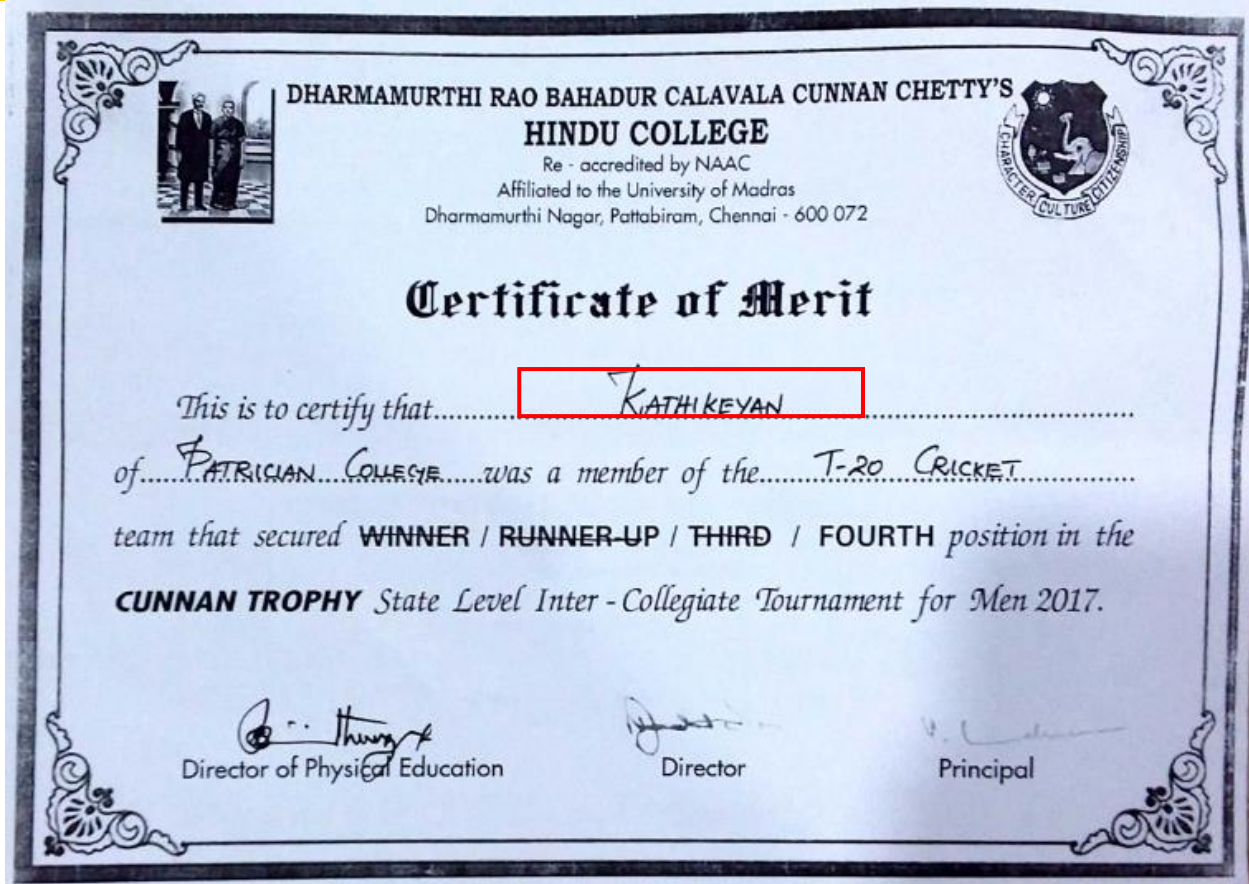 DHARMAMURTHI RAO BAHADUR CALAVALA CUNNAN CHETTY'S
HINDU COLLEGE
Re - accredited by NAAC
Affiliated to the University of Madras
Dharmamurthi Nagar, Pattabiram, Chennai - 600 072
CHARACTER CULTURE CITIZENSHIP
Certificate of Merit
This is to certify that KATHIKEYAN
of PATRICIAN COLLEGE was a member of the T-20 CRICKET
team that secured WINNER / RUNNER-UP / THIRD / FOURTH position in the
CUNNAN TROPHY State Level Inter - Collegiate Tournament for Men 2017.
Director of Physical Education Director Principal